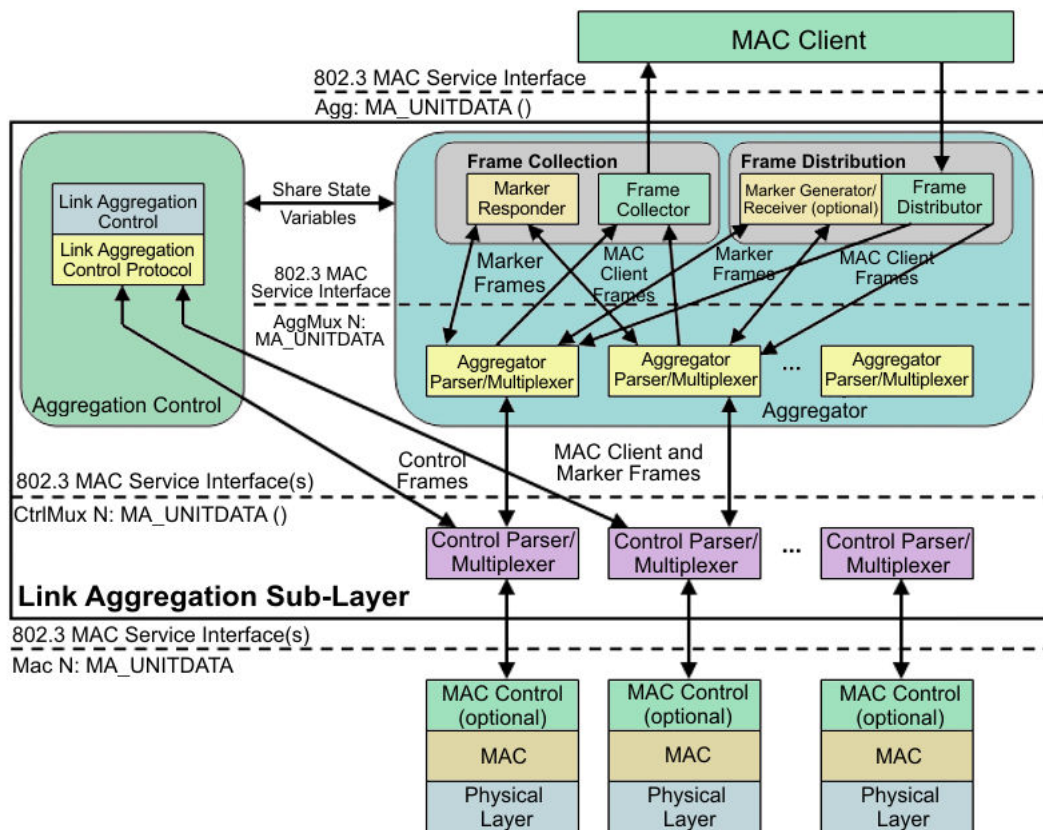 MAC Client
802.3 MAC Service Interface
Agg: MA_UNITDATA ()
Frame Collection
Frame Distribution
Marker
Responder
Frame
Collector
Marker Generator/
Receiver (optional)
Frame
Distributor
Link Aggregation
Control
Link Aggregation
Control Protocol
Share State
Variables
Marker
Frames
MAC
Client
Frames
Marker
Frames
MAC Client
Frames
802.3 MAC
Service Interface
AggMux N:
MA_UNITDATA
Aggregator
Parser/Multiplexer
Aggregator
Parser/Multiplexer
...
Aggregator
Parser/Multiplexer
Aggregation Control
Aggregator
Control
Frames
MAC Client and
Marker Frames
802.3 MAC Service Interface(s)
CtrlMux N: MA_UNITDATA ()
Control Parser/
Multiplexer
Control Parser/
Multiplexer
...
Control Parser/
Multiplexer
Link Aggregation Sub-Layer
802.3 MAC Service Interface(s)
Mac N: MA_UNITDATA
MAC Control
(optional)
MAC
Physical
Layer
MAC Control
(optional)
MAC
Physical
Layer
MAC Control
(optional)
MAC
Physical
Layer